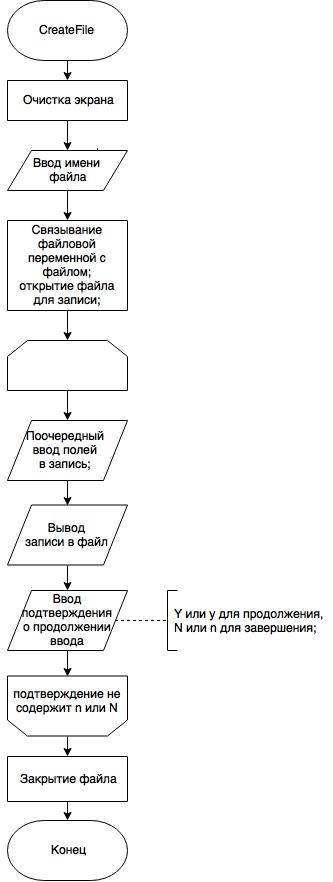 CreateFile
Очистка экрана
Ввод имени
файла
Связывание
файловой
переменной с
файлом;
открытие файла
для записи;
Поочередный
ввод полей
в запись;
Вывод
записи в файл
Ввод
подтверждения
о продолжении
ввода
Y или y для продолжения,
N или n для завершения;
подтверждение не
содержит n или N
Закрытие файла
Конец